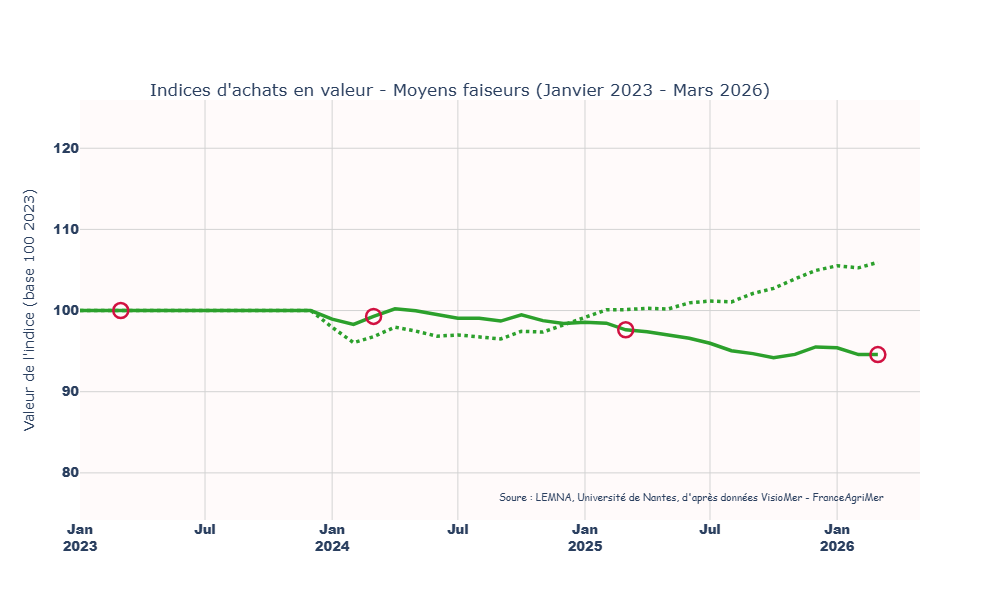 Indices d'achats en valeur - Moyens faiseurs (Janvier 2023 - Mars 2026)
Valeur de l'indice (base 100 2023)
120
110
100
90
80
Soure : LEMNA, Université de Nantes, d'après données VisioMer - FranceAgriMer
Jan Jul Jan Jul Jan Jul Jan
2023 2024 2025 2026